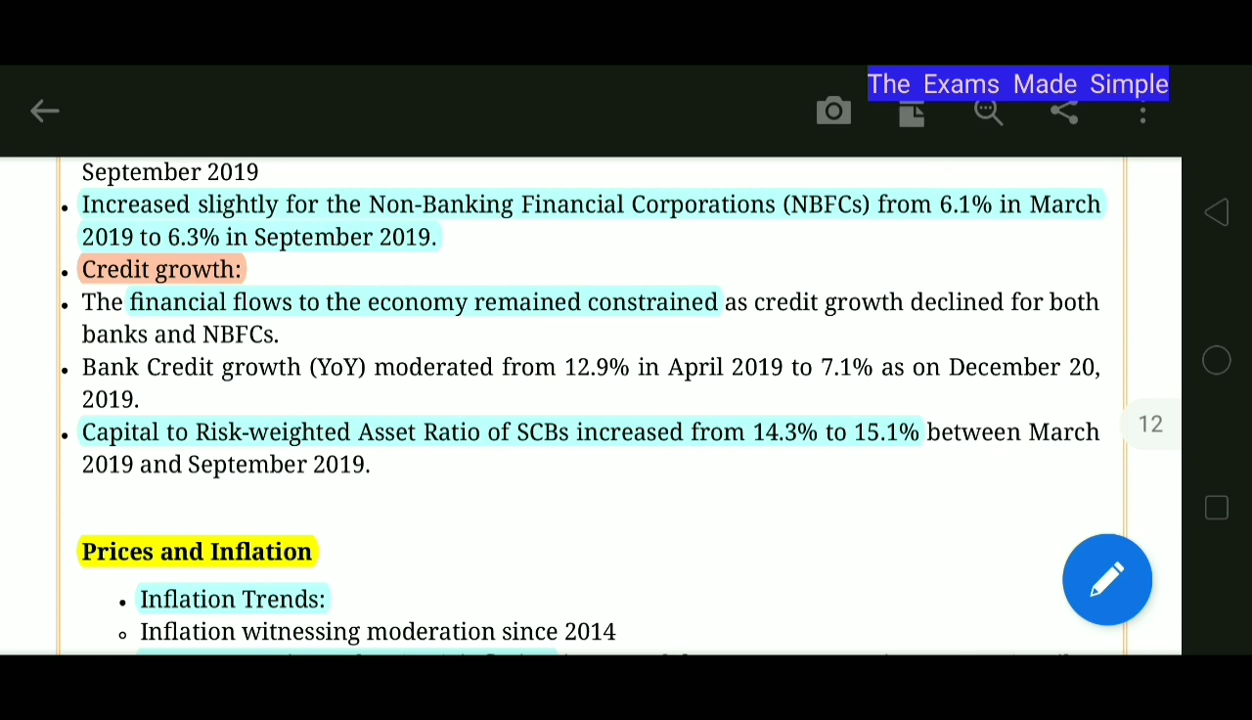 The Exams Made Simple
September 2019
• Increased slightly for the Non-Banking Financial Corporations (NBFCs) from 6.1% in March
2019 to 6.3% in September 2019.
• Credit growth:
• The financial flows to the economy remained constrained as credit growth declined for both
banks and NBFCs.
• Bank Credit growth (YoY) moderated from 12.9% in April 2019 to 7.1% as on December 20,
2019.
12
• Capital to Risk-weighted Asset Ratio of SCBs increased from 14.3% to 15.1% between March
2019 and September 2019.
Prices and Inflation
• Inflation Trends:
◦ Inflation witnessing moderation since 2014